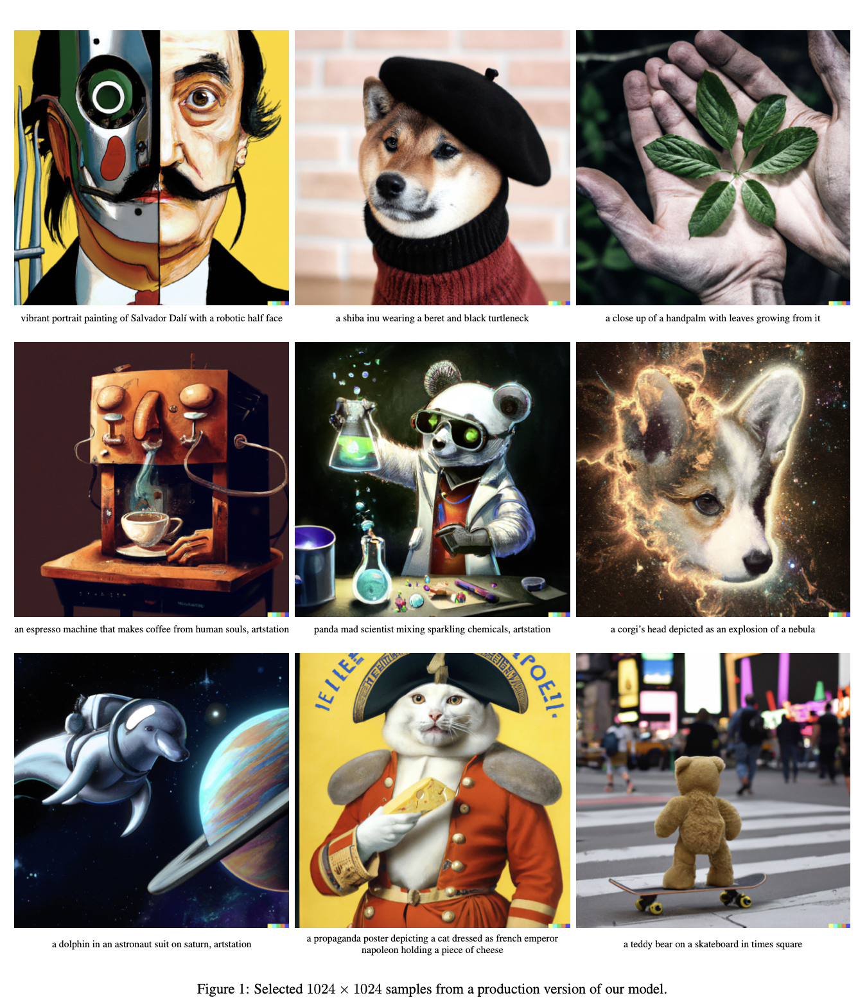 vibrant portrait painting of Salvador Dalí with a robotic half face
a shiba inu wearing a beret and black turtleneck
a close up of a handpalm with leaves growing from it
an espresso machine that makes coffee from human souls, artstation
panda mad scientist mixing sparkling chemicals, artstation
a corgi's head depicted as an explosion of a nebula
a dolphin in an astronaut suit on saturn, artstation
a propaganda poster depicting a cat dressed as french emperor
napoleon holding a piece of cheese
a teddy bear on a skateboard in times square
Figure 1: Selected 1024 × 1024 samples from a production version of our model.